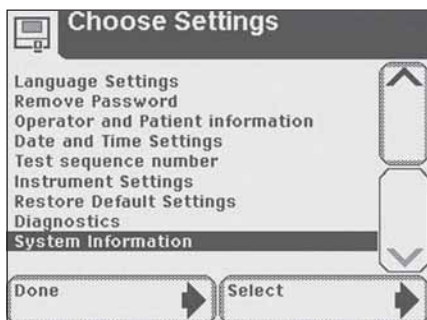 Choose Settings
Language Settings
Remove Password
Operator and Patient information
Date and Time Settings
Test sequence number
Instrument Settings
Restore Default Settings
Diagnostics
System Information
Done
Select